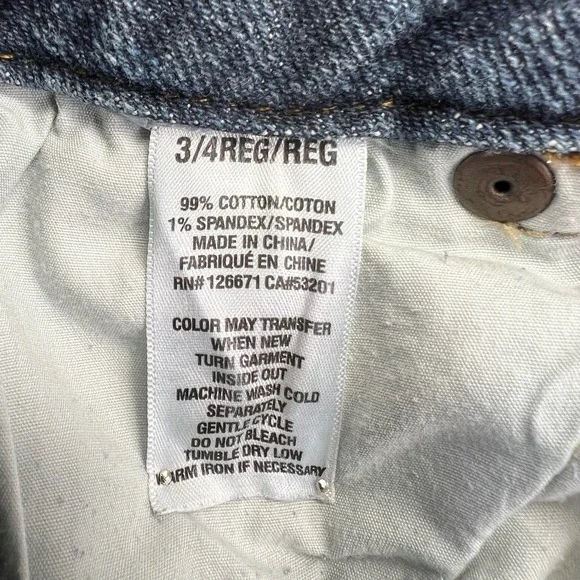 3/4REG/REG
99% COTTON/COTON
1% SPANDEX/SPANDEX
MADE IN CHINA/
FABRIQUÉ EN CHINE
RN# 126671 CA#53201
COLOR MAY TRANSFER
WHEN NEW
TURN GARMENT
INSIDE OUT
MACHINE WASH COLD
SEPARATELY
GENTLE CYCLE
DO NOT BLEACH
TUMBLE DRY LOW
WARM IRON IF NECESSARY